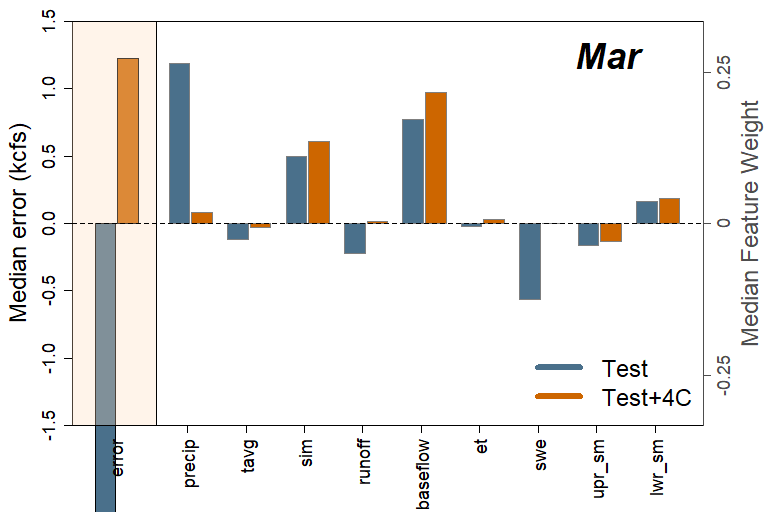 Mar
Median error (kcfs)
1.5
1.0
0.5
0.0
-0.5
-1.0
-1.5
0.25
0
-0.25
Median Feature Weight
Test
Test+4C
error
precip
tavg
sim
runoff
baseflow
et
swe
upr_sm
lwr_sm